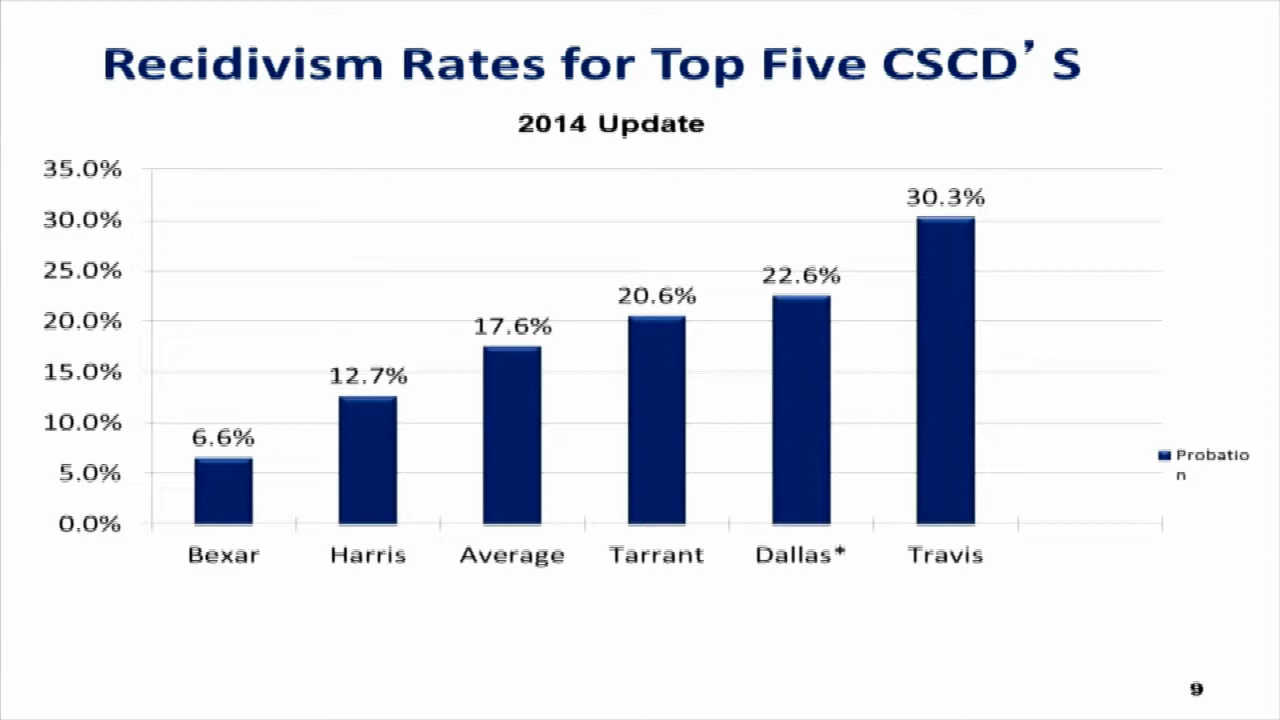 Recidivism Rates for Top Five CSCD’ S
2014 Update
35.0%
30.0%
25.0%
20.0%
15.0%
10.0%
5.0%
0.0%
6.6%
12.7%
17.6%
20.6%
22.6%
30.3%
Bexar
Harris
Average
Tarrant
Dallas*
Travis
Probatio
n
9